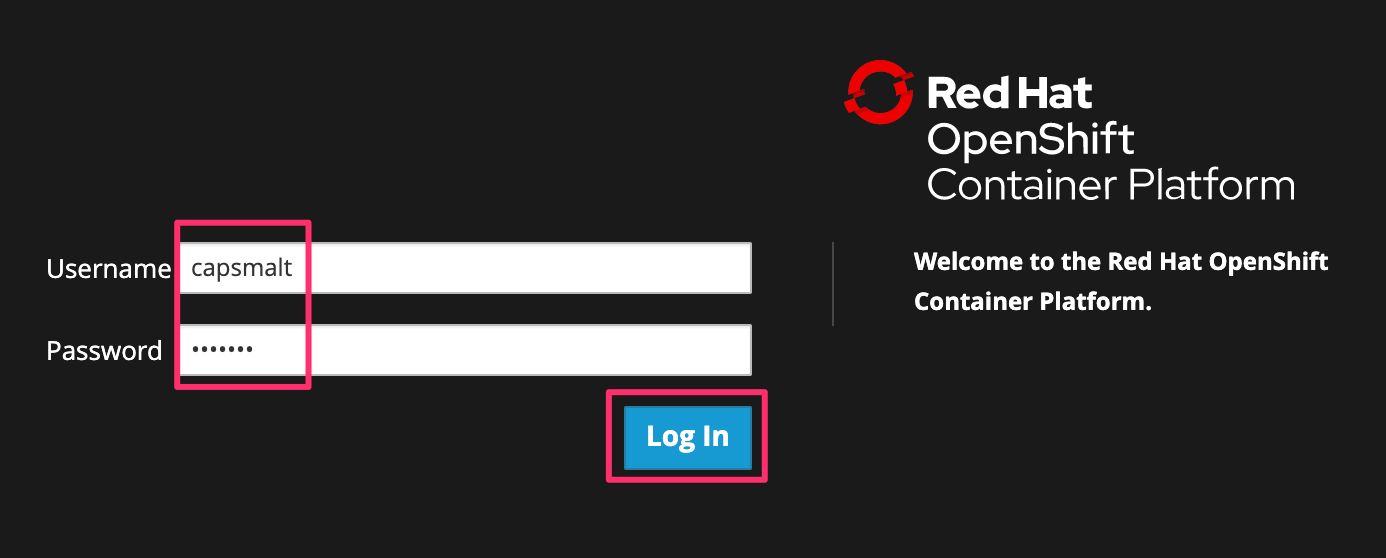 Red Hat
OpenShift
Container Platform
Username capsmalt
Password •••••••
Log In
Welcome to the Red Hat OpenShift
Container Platform.